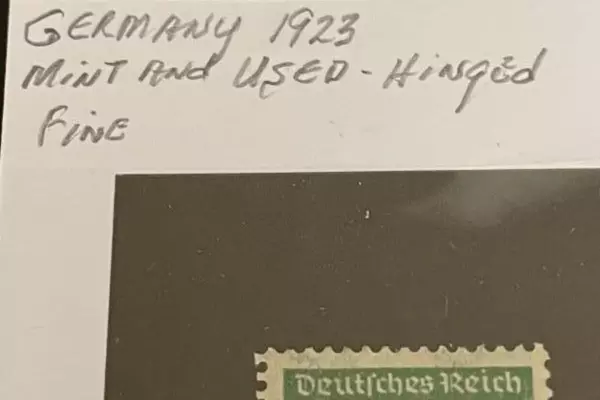 GERMANY 1923
MINT AND USED - Hinged
FINE
Deutſches Reich